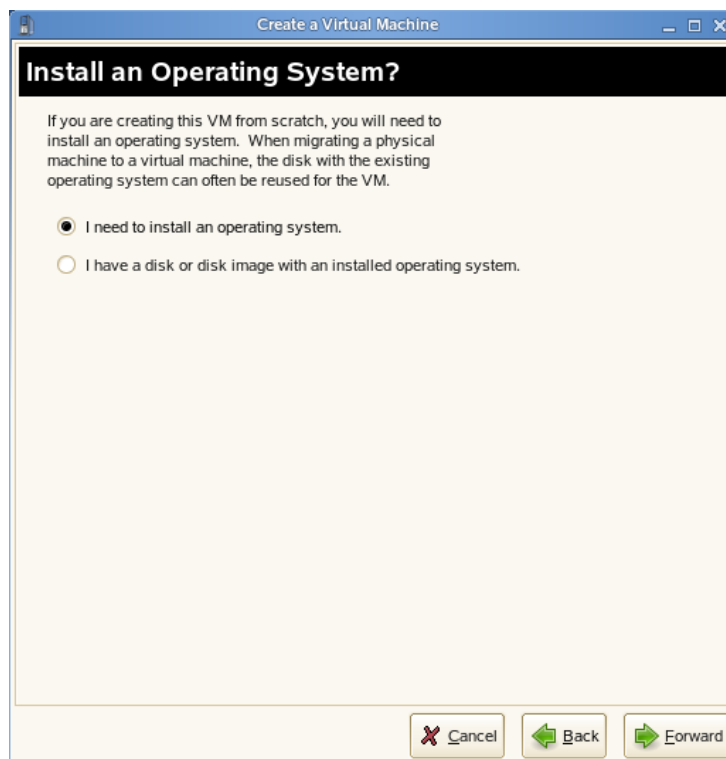 Create a Virtual Machine
Install an Operating System?
If you are creating this VM from scratch, you will need to
install an operating system.  When migrating a physical
machine to a virtual machine, the disk with the existing
operating system can often be reused for the VM.
I need to install an operating system.
I have a disk or disk image with an installed operating system.
Cancel
Back
Forward